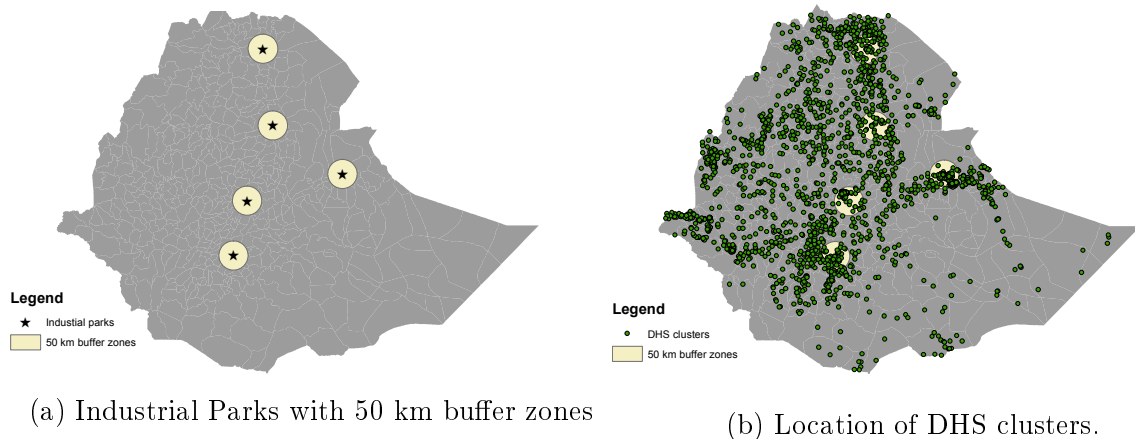 Legend
Industial parks
50 km buffer zones
(a) Industrial Parks with 50 km buffer zones
Legend
DHS clusters
50 km buffer zones
(b) Location of DHS clusters.